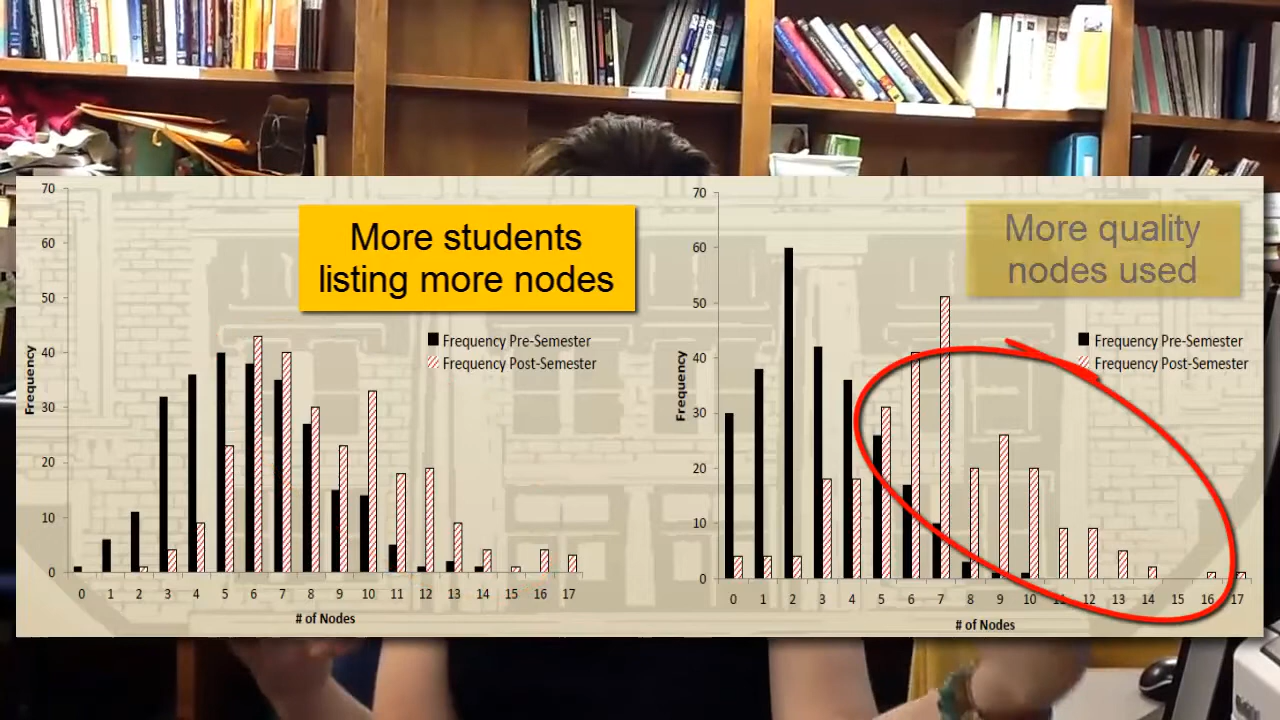 More students
listing more nodes
70
60
50
40
30
20
10
0
Frequency
Frequency Pre-Semester
Frequency Post-Semester
0 1 2 3 4 5 6 7 8 9 10 11 12 13 14 15 16 17
# of Nodes
More quality
nodes used
70
60
50
40
30
20
10
0
Frequency
Frequency Pre-Semester
Frequency Post-Semester
0 1 2 3 4 5 6 7 8 9 10 11 12 13 14 15 16 17
# of Nodes